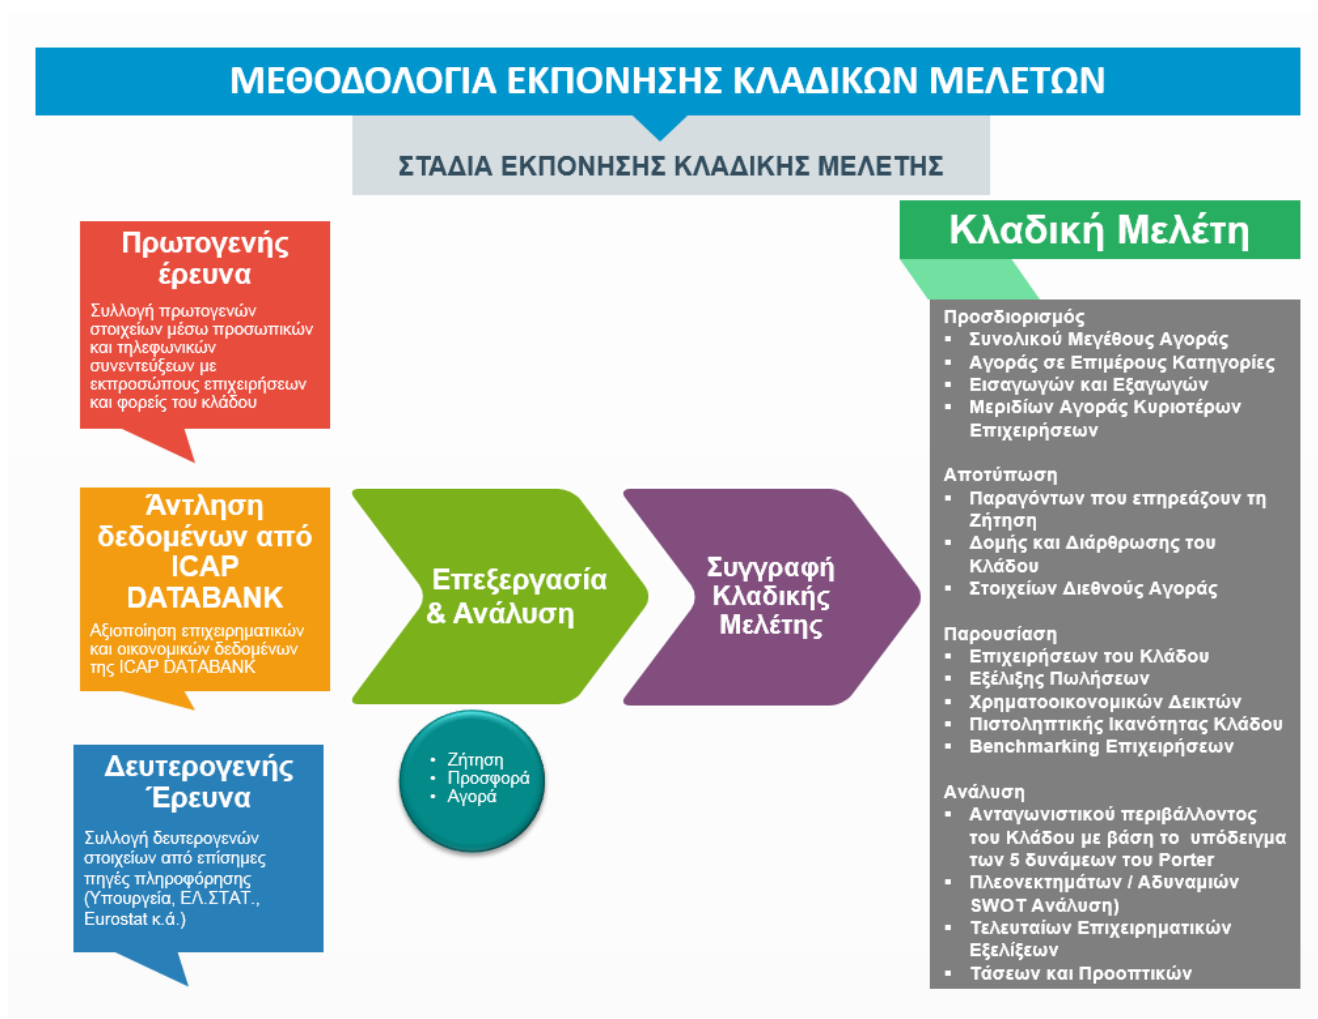 ΜΕΘΟΔΟΛΟΓΙΑ ΕΚΠΟΝΗΣΗΣ ΚΛΑΔΙΚΩΝ ΜΕΛΕΤΩΝ
ΣΤΑΔΙΑ ΕΚΠΟΝΗΣΗΣ ΚΛΑΔΙΚΗΣ ΜΕΛΕΤΗΣ
Πρωτογενής
έρευνα
Συλλογή πρωτογενών
στοιχείων μέσω προσωπικών
και τηλεφωνικών
συνεντεύξεων με
εκπροσώπους επιχειρήσεων
και φορείς του κλάδου
Άντληση
δεδομένων από
ICAP
DATABANK
Αξιοποίηση επιχειρηματικών
και οικονομικών δεδομένων
της ICAP DATABANK
Δευτερογενής
Έρευνα
Συλλογή δευτερογενών
στοιχείων από επίσημες
πηγές πληροφόρησης
(Υπουργεία, ΕΛ.ΣΤΑΤ.,
Eurostat κ.ά.)
Επεξεργασία
& Ανάλυση
• Ζήτηση
• Προσφορά
• Αγορά
Συγγραφή
Κλαδικής
Μελέτης
Κλαδική Μελέτη
Προσδιορισμός
▪ Συνολικού Μεγέθους Αγοράς
▪ Αγοράς σε Επιμέρους Κατηγορίες
▪ Εισαγωγών και Εξαγωγών
▪ Μεριδίων Αγοράς Κυριοτέρων
Επιχειρήσεων
Αποτύπωση
▪ Παραγόντων που επηρεάζουν τη
Ζήτηση
▪ Δομής και Διάρθρωσης του
Κλάδου
▪ Στοιχείων Διεθνούς Αγοράς
Παρουσίαση
▪ Επιχειρήσεων του Κλάδου
▪ Εξέλιξης Πωλήσεων
▪ Χρηματοοικονομικών Δεικτών
▪ Πιστοληπτικής Ικανότητας Κλάδου
▪ Benchmarking Επιχειρήσεων
Ανάλυση
▪ Ανταγωνιστικού περιβάλλοντος
του Κλάδου με βάση το υπόδειγμα
των 5 δυνάμεων του Porter
▪ Πλεονεκτημάτων / Αδυναμιών
SWOT Ανάλυση)
▪ Τελευταίων Επιχειρηματικών
Εξελίξεων
▪ Τάσεων και Προοπτικών